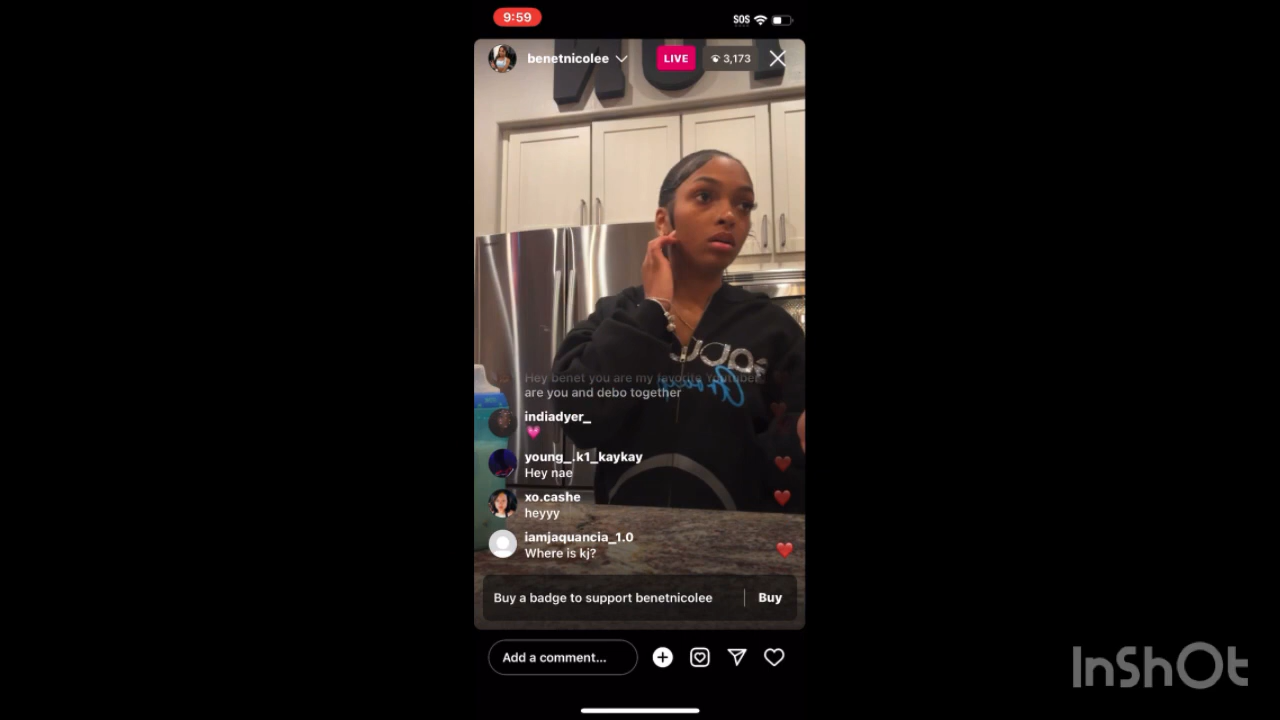 9:59
SOS
benetnicolee
LIVE
3,173
Hey benet you are my favorite Youtuber
are you and debo together
indiadyer_
young_.k1_kaykay
Hey nae
xo.cashe
heyyy
iamjaquancia_1.0
Where is kj?
Buy a badge to support benetnicolee
Buy
Add a comment...
InShOt